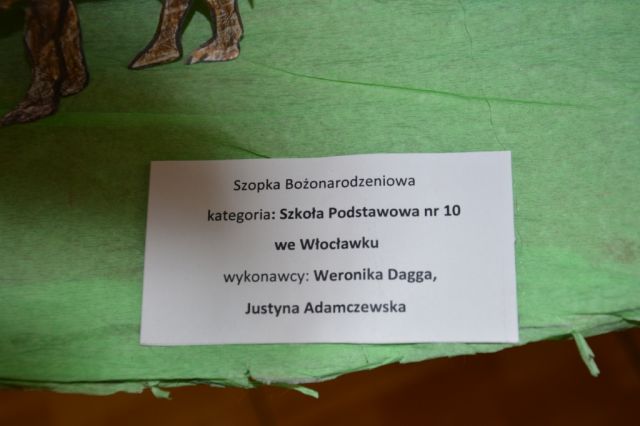 Szopka Bożonarodzeniowa
kategoria: Szkoła Podstawowa nr 10
we Włocławku
wykonawcy: Weronika Dagga,
Justyna Adamczewska